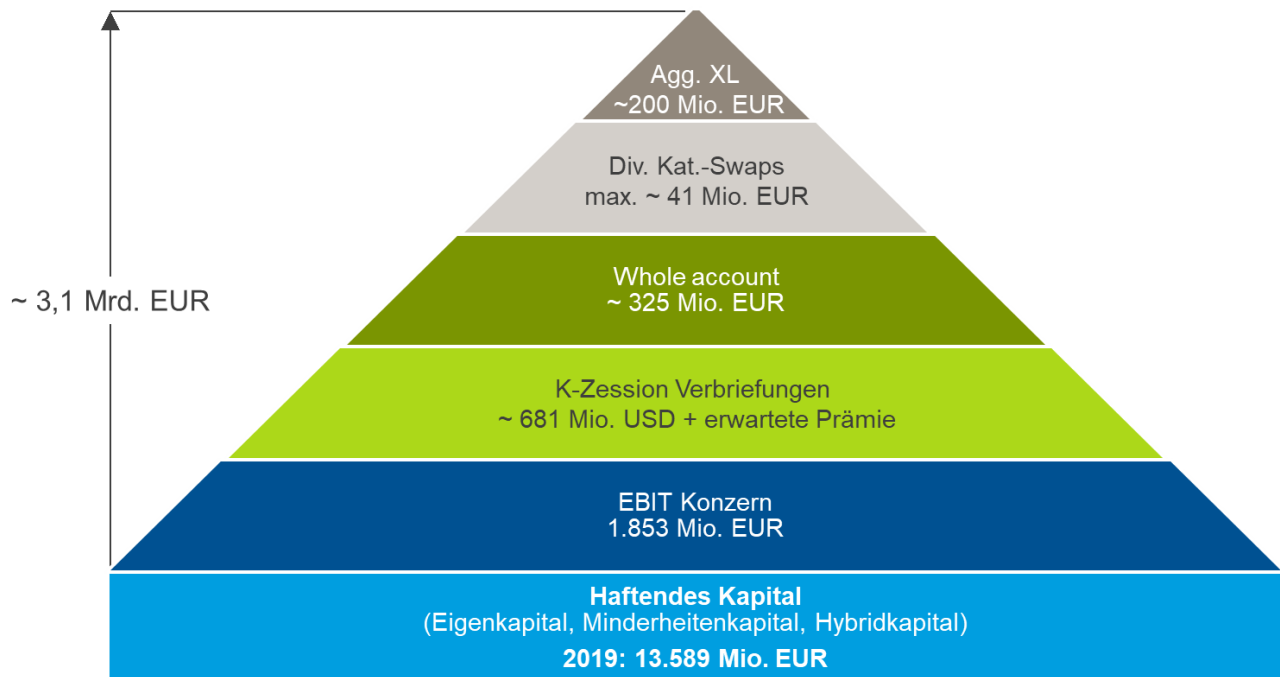 Agg. XL
~200 Mio. EUR
Div. Kat.-Swaps
max. ~ 41 Mio. EUR
Whole account
~ 325 Mio. EUR
~ 3,1 Mrd. EUR
K-Zession Verbriefungen
~ 681 Mio. USD + erwartete Prämie
EBIT Konzern
1.853 Mio. EUR
Haftendes Kapital
(Eigenkapital, Minderheitenkapital, Hybridkapital)
2019: 13.589 Mio. EUR